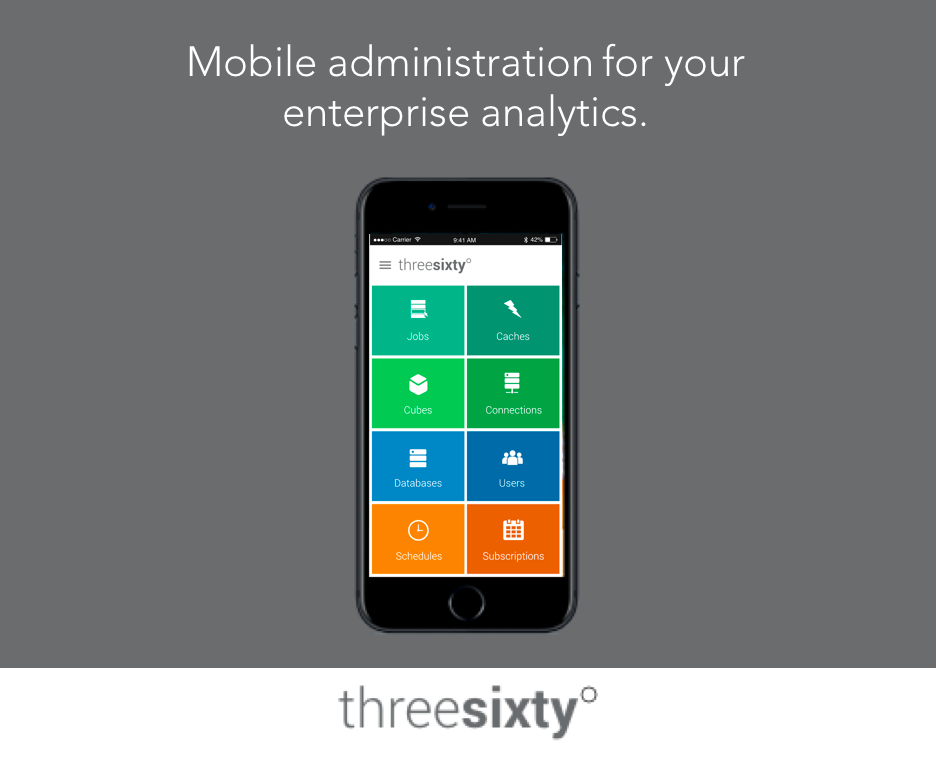 Mobile administration for your
enterprise analytics.
Carrier 9:41 AM 42%
threesixty°
Jobs Caches
Cubes Connections
Databases Users
Schedules Subscriptions
threesixty°